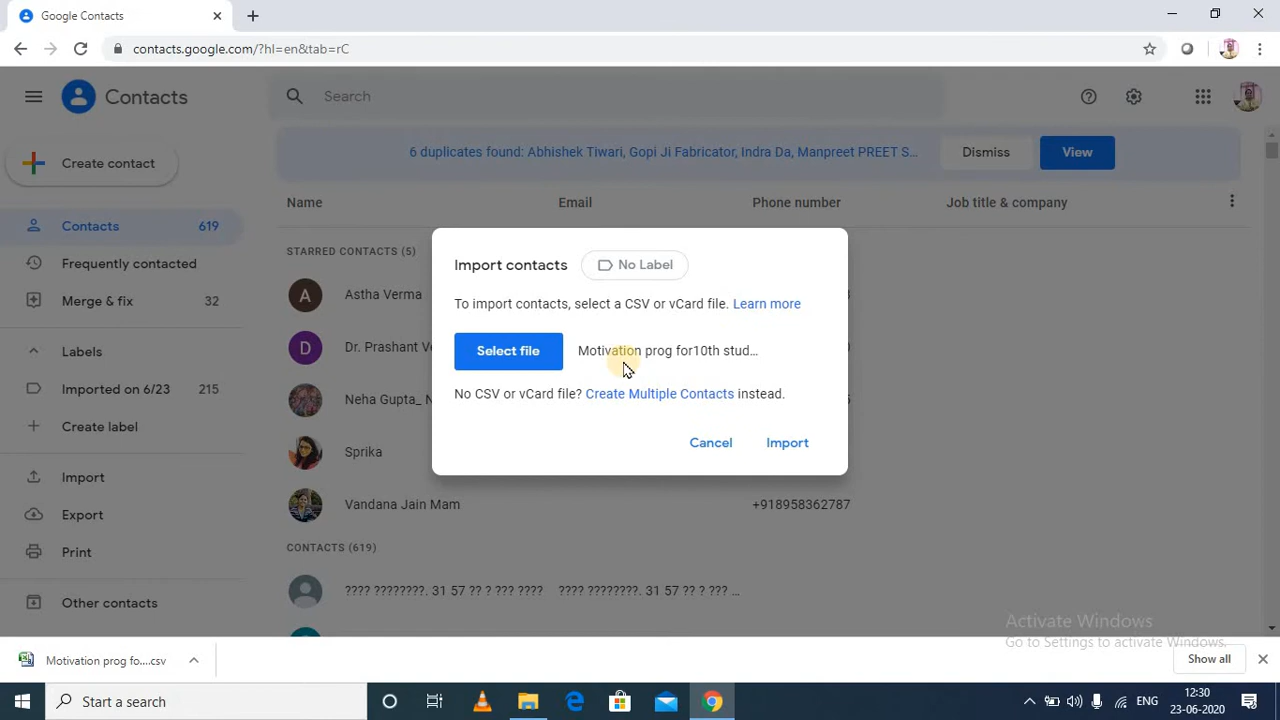 Google Contacts
contacts.google.com/?hl=en&tab=rC
Contacts
Search
Create contact
6 duplicates found: Abhishek Tiwari, Gopi Ji Fabricator, Indra Da, Manpreet PREET S...
Dismiss
View
Name
Email
Phone number
Job title & company
Contacts
619
Frequently contacted
Merge & fix
32
Labels
Imported on 6/23
215
Create label
Import
Export
Print
Other contacts
STARRED CONTACTS (5)
Astha Verma
Dr. Prashant Ve
Neha Gupta_ N
Sprika
Vandana Jain Mam
+918958362787
CONTACTS (619)
???? ????????. 31 57 ?? ? ??? ????
???? ????????. 31 57 ?? ? ??? ...
Import contacts
No Label
To import contacts, select a CSV or vCard file. Learn more
Select file
Motivation prog for10th stud...
No CSV or vCard file? Create Multiple Contacts instead.
Cancel
Import
Activate Windows
Go to Settings to activate Windows.
Motivation prog fo....csv
Show all
Start a search
ENG
12:30
23-06-2020